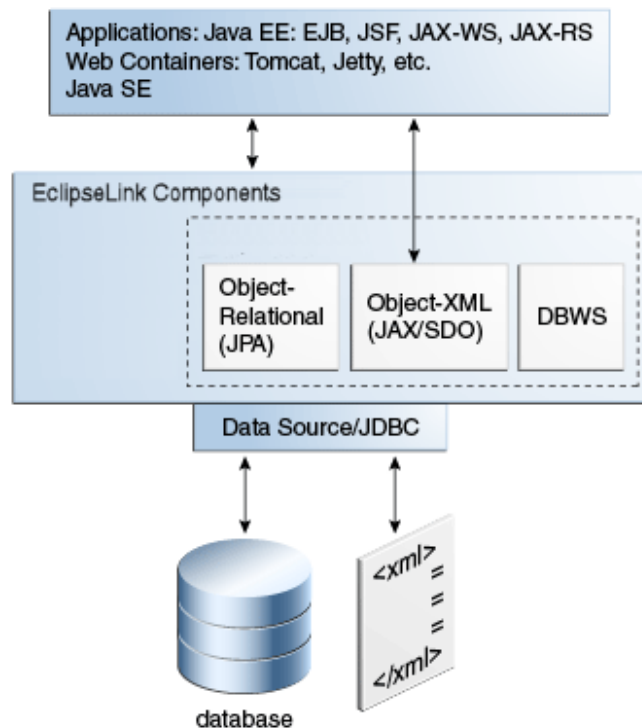 Applications: Java EE: EJB, JSF, JAX-WS, JAX-RS
Web Containers: Tomcat, Jetty, etc.
Java SE
EclipseLink Components
Object-
Relational
(JPA)
Object-XML
(JAX/SDO)
DBWS
Data Source/JDBC
<xml>
=
=
=
</xml>
database